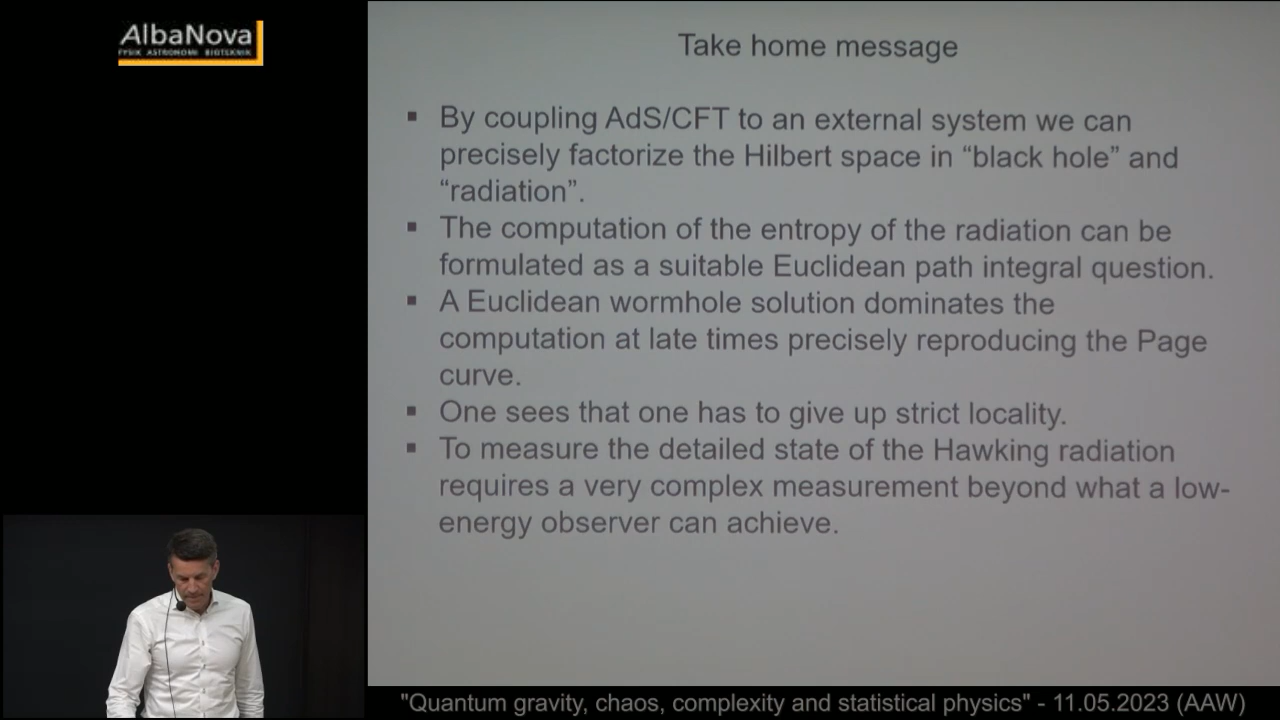 AlbaNova
FYSIK ASTRONOMI BIOTEKNIK
Take home message
▪ By coupling AdS/CFT to an external system we can
precisely factorize the Hilbert space in “black hole” and
“radiation”.
▪ The computation of the entropy of the radiation can be
formulated as a suitable Euclidean path integral question.
▪ A Euclidean wormhole solution dominates the
computation at late times precisely reproducing the Page
curve.
▪ One sees that one has to give up strict locality.
▪ To measure the detailed state of the Hawking radiation
requires a very complex measurement beyond what a low-
energy observer can achieve.
"Quantum gravity, chaos, complexity and statistical physics" - 11.05.2023 (AAW)